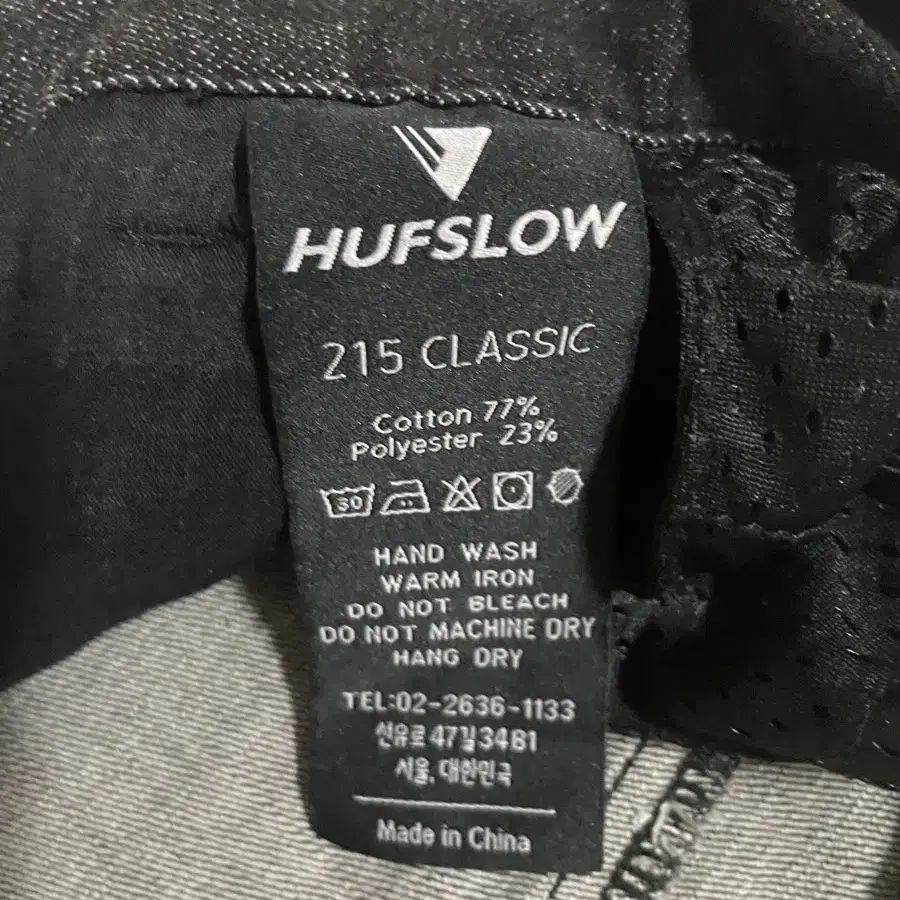 HUFSLOW
215 CLASSIC
Cotton 77%
Polyester 23%
30
HAND WASH
WARM IRON
DO NOT BLEACH
DO NOT MACHINE DRY
HANG DRY
TEL:02-2636-1133
선유로47길34B1
서울, 대한민국
Made in China